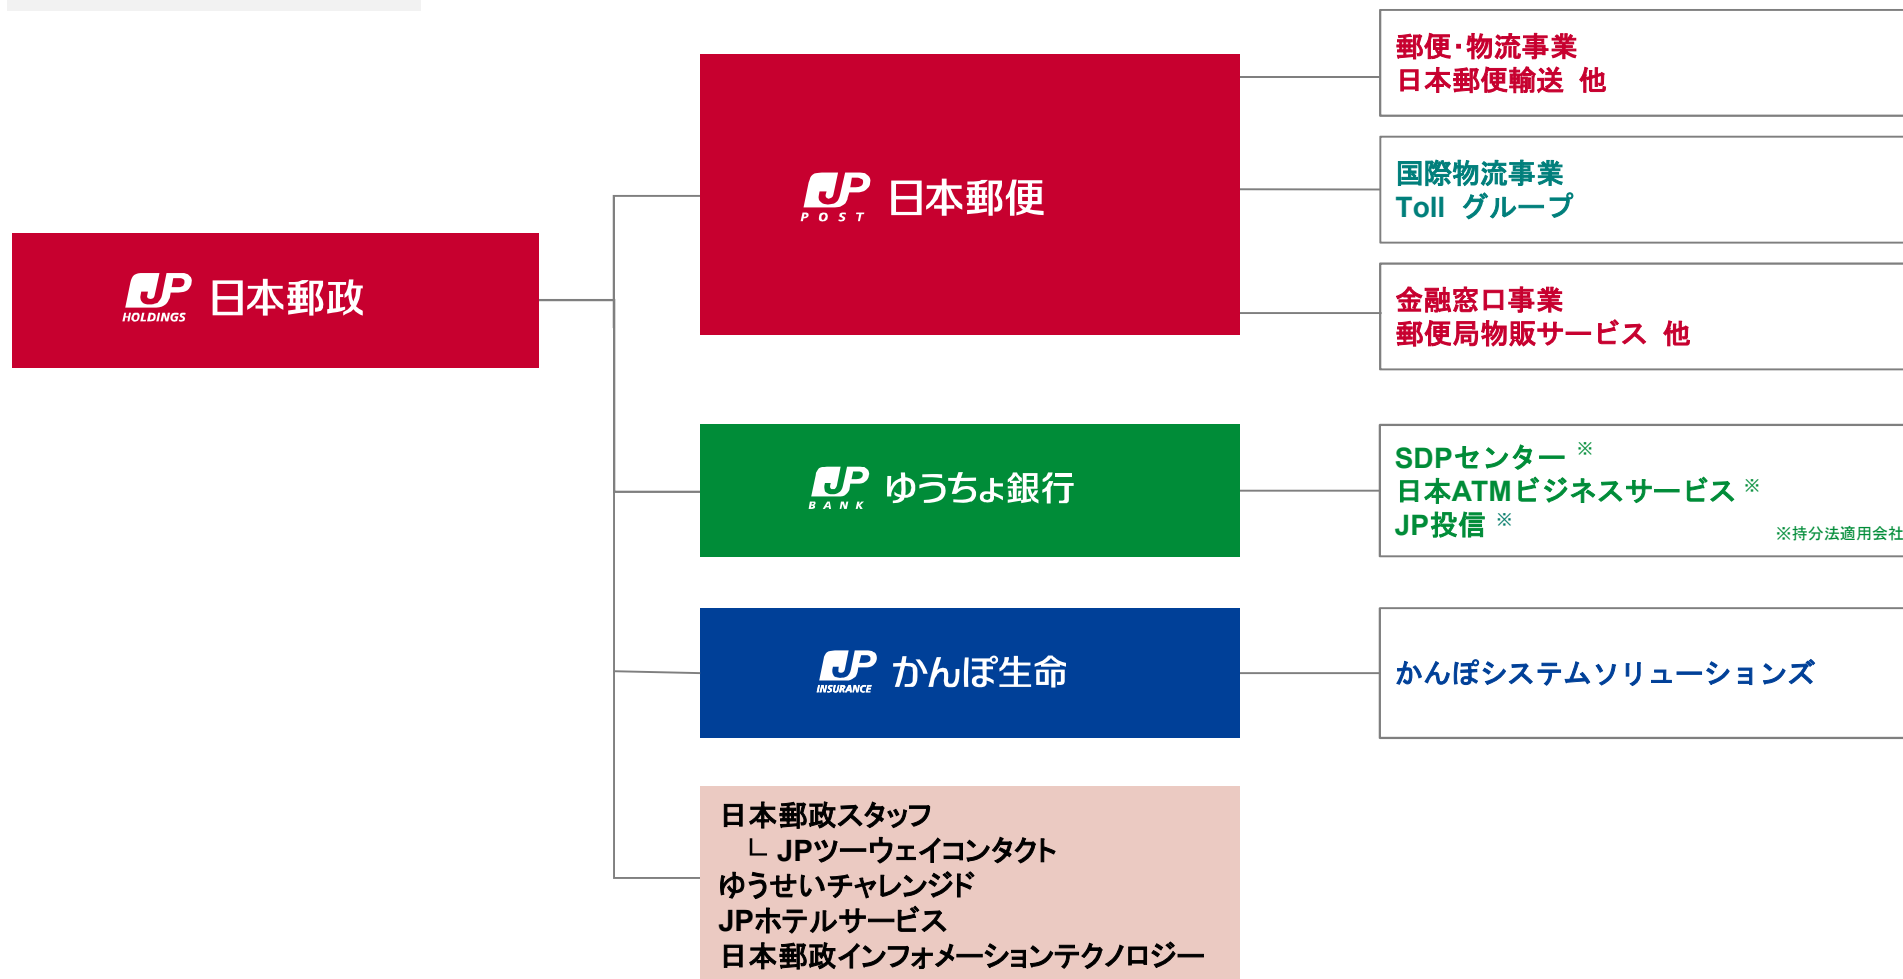 JP 日本郵政
HOLDINGS
JP 日本郵便
POST
郵便・物流事業
日本郵便輸送 他
国際物流事業
Toll グループ
金融窓口事業
郵便局物販サービス 他
JP ゆうちょ銀行
BANK
SDPセンター ※
日本ATMビジネスサービス ※
JP投信 ※
※持分法適用会社
JP かんぽ生命
INSURANCE
かんぽシステムソリューションズ
日本郵政スタッフ
└ JPツーウェイコンタクト
ゆうせいチャレンジド
JPホテルサービス
日本郵政インフォメーションテクノロジー